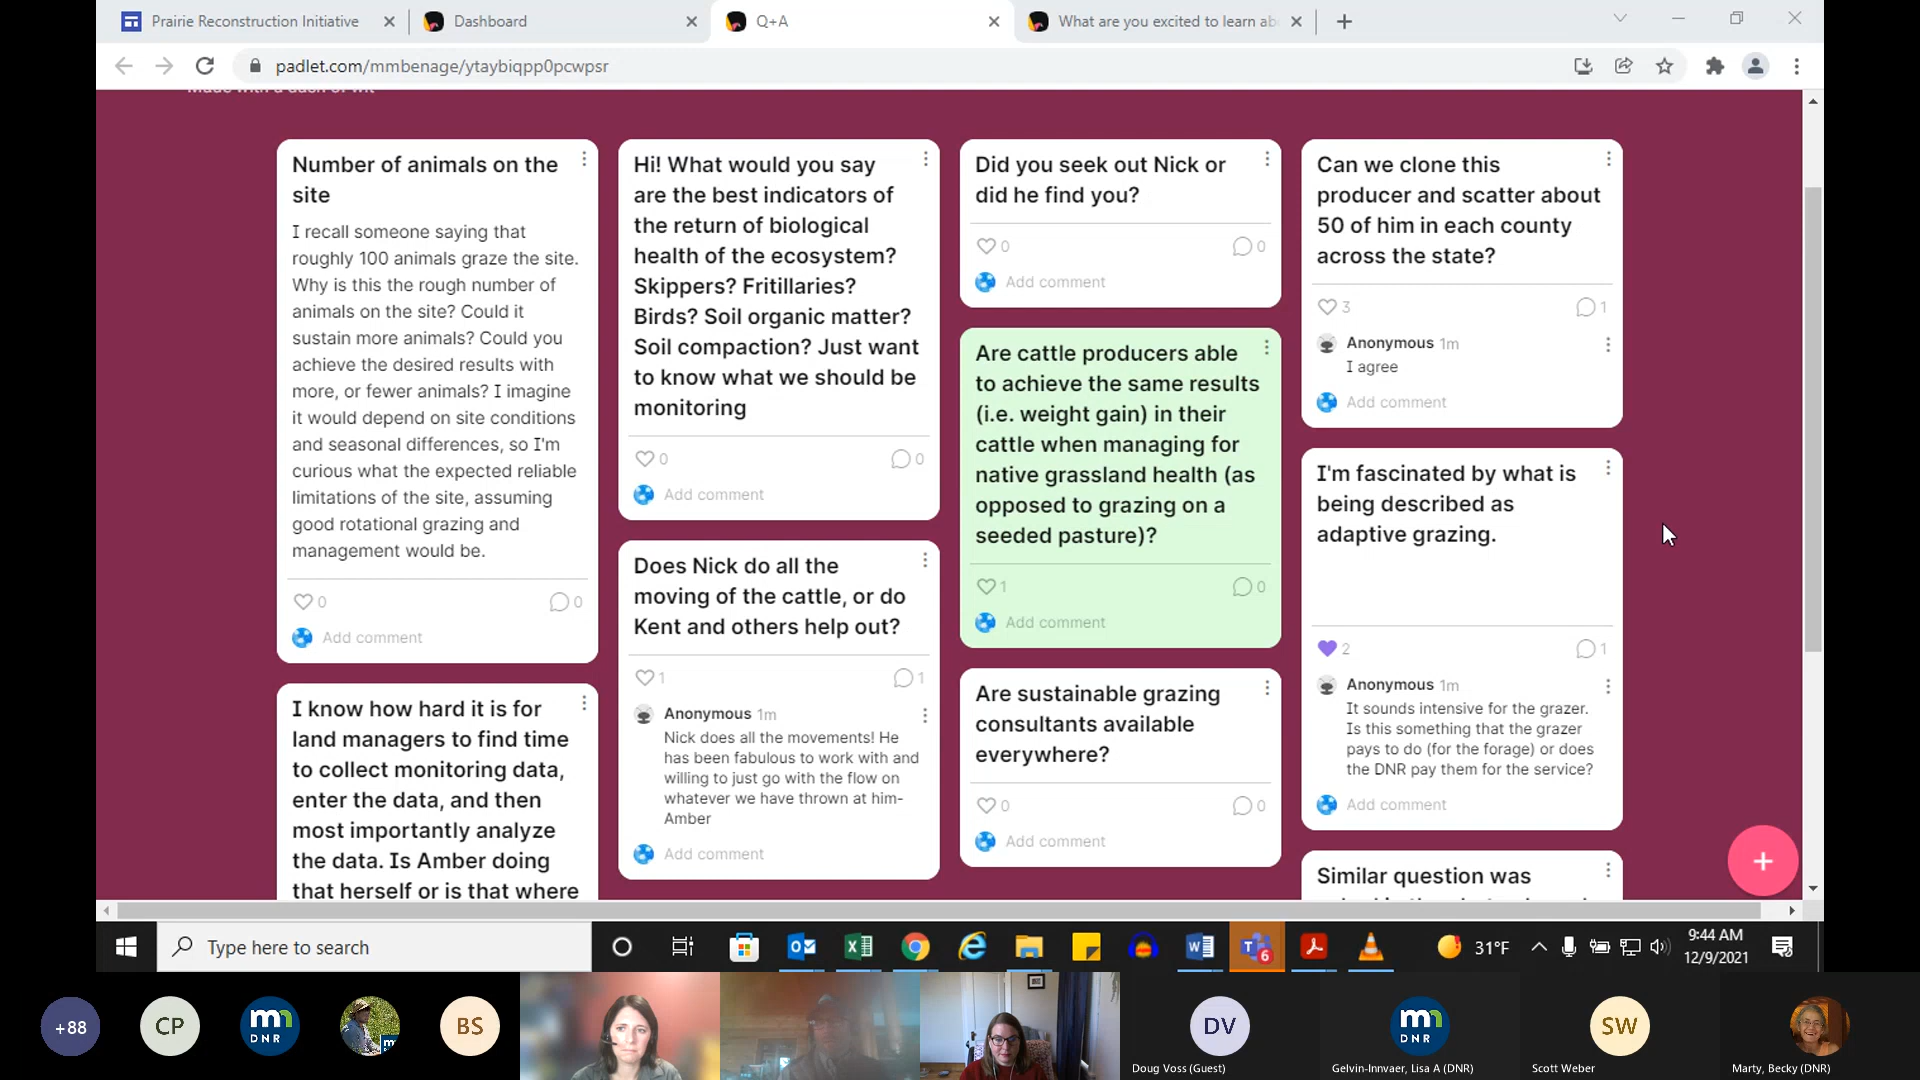 Prairie Reconstruction Initiative
Dashboard
Q+A
What are you excited to learn ab
padlet.com/mmbenage/ytaybiqpp0pcwpsr
Made with a dash of wit
Number of animals on the
site
I recall someone saying that
roughly 100 animals graze the site.
Why is this the rough number of
animals on the site? Could it
sustain more animals? Could you
achieve the desired results with
more, or fewer animals? I imagine
it would depend on site conditions
and seasonal differences, so I'm
curious what the expected reliable
limitations of the site, assuming
good rotational grazing and
management would be.
0
0
Add comment
I know how hard it is for
land managers to find time
to collect monitoring data,
enter the data, and then
most importantly analyze
the data. Is Amber doing
that herself or is that where
Hi! What would you say
are the best indicators of
the return of biological
health of the ecosystem?
Skippers? Fritillaries?
Birds? Soil organic matter?
Soil compaction? Just want
to know what we should be
monitoring
0
0
Add comment
Does Nick do all the
moving of the cattle, or do
Kent and others help out?
1
1
Anonymous 1m
Nick does all the movements! He
has been fabulous to work with and
willing to just go with the flow on
whatever we have thrown at him-
Amber
Add comment
Did you seek out Nick or
did he find you?
0
0
Add comment
Are cattle producers able
to achieve the same results
(i.e. weight gain) in their
cattle when managing for
native grassland health (as
opposed to grazing on a
seeded pasture)?
1
0
Add comment
Are sustainable grazing
consultants available
everywhere?
0
0
Add comment
Can we clone this
producer and scatter about
50 of him in each county
across the state?
3
1
Anonymous 1m
I agree
Add comment
I'm fascinated by what is
being described as
adaptive grazing.
2
1
Anonymous 1m
It sounds intensive for the grazer.
Is this something that the grazer
pays to do (for the forage) or does
the DNR pay them for the service?
Add comment
Similar question was
Type here to search
6
31°F
9:44 AM
12/9/2021
+88
CP
mn
DNR
m
BS
DV
Doug Voss (Guest)
mn
DNR
Gelvin-Innvaer, Lisa A (DNR)
SW
Scott Weber
Marty, Becky (DNR)